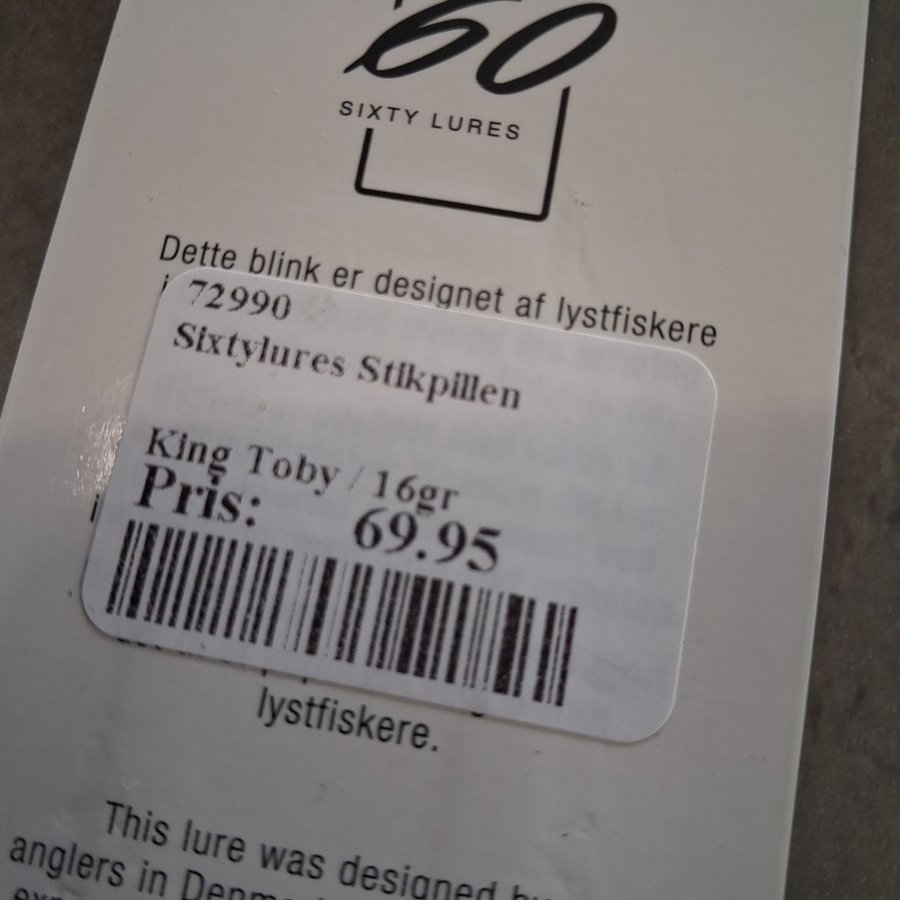 60
SIXTY LURES
Dette blink er designet af lystfiskere
72990
Sixtylures Stikpillen
King Toby / 16gr
Pris: 69.95
lystfiskere.
This lure was designed by
anglers in